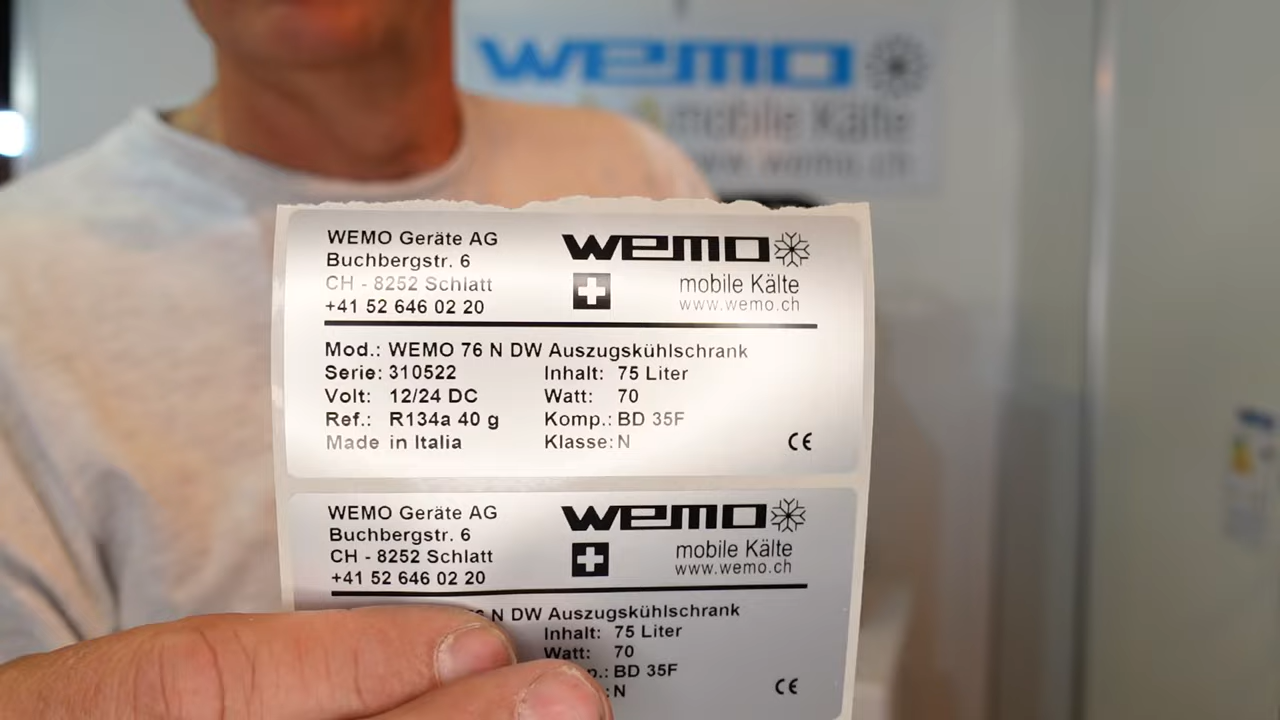 wemo
mobile Kälte
www.wemo.ch
WEMO Geräte AG
Buchbergstr. 6
CH - 8252 Schlatt
+41 52 646 02 20
wemo
mobile Kälte
www.wemo.ch
Mod.: WEMO 76 N DW Auszugskühlschrank
Serie: 310522 Inhalt: 75 Liter
Volt: 12/24 DC Watt: 70
Ref.: R134a 40 g Komp.: BD 35F
Made in Italia Klasse: N CE
WEMO Geräte AG
Buchbergstr. 6
CH - 8252 Schlatt
+41 52 646 02 20
wemo
mobile Kälte
www.wemo.ch
N DW Auszugskühlschrank
Inhalt: 75 Liter
Watt: 70
BD 35F
N CE